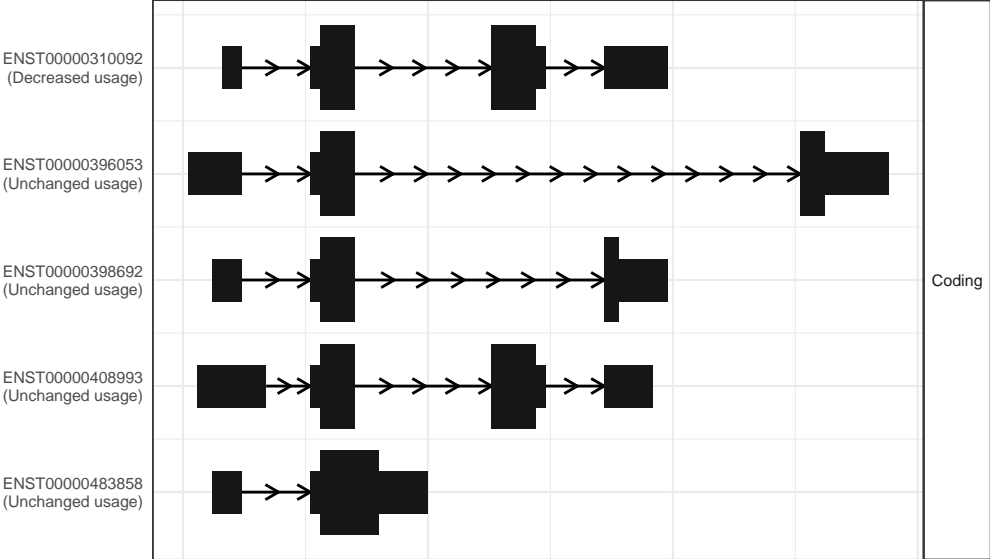 ENST00000310092
(Decreased usage)
ENST00000396053
(Unchanged usage)
ENST00000398692
(Unchanged usage)
Coding
ENST00000408993
(Unchanged usage)
ENST00000483858
(Unchanged usage)